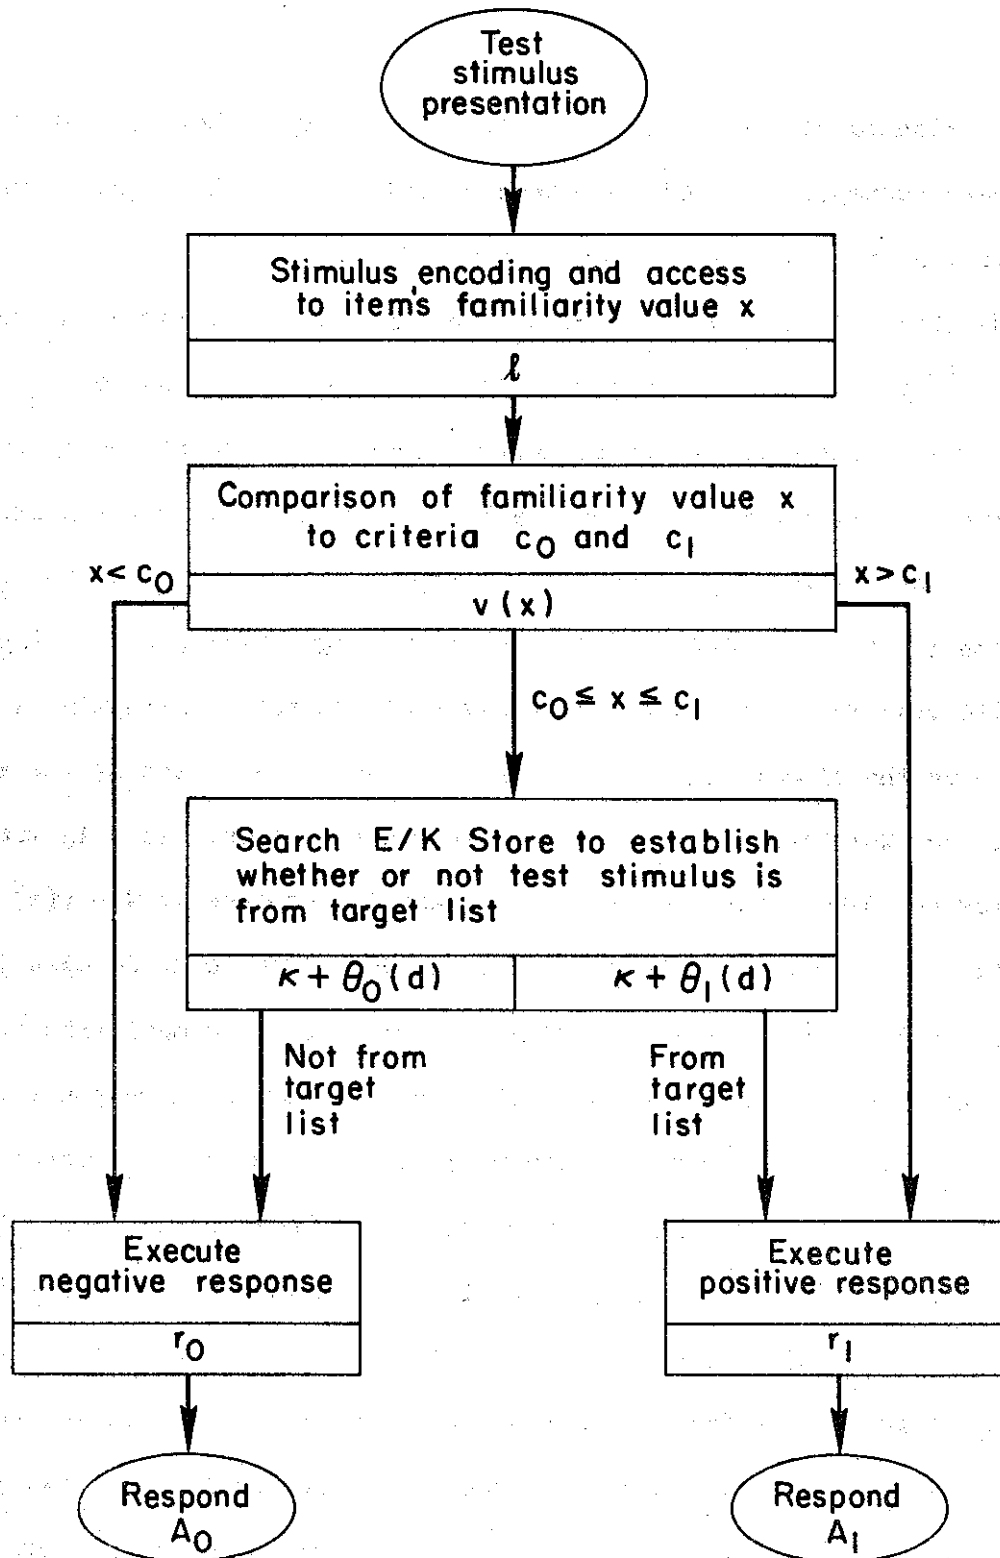 Test
stimulus
presentation
Stimulus encoding and access
to item's familiarity value x
ℓ
Comparison of familiarity value x
to criteria c₀ and c₁
x < c₀
x > c₁
v(x)
c₀ ≤ x ≤ c₁
Search E/K Store to establish
whether or not test stimulus is
from target list
κ + θ₀(d)
κ + θ₁(d)
Not from
target
list
From
target
list
Execute
negative response
r₀
Execute
positive response
r₁
Respond
A₀
Respond
A₁